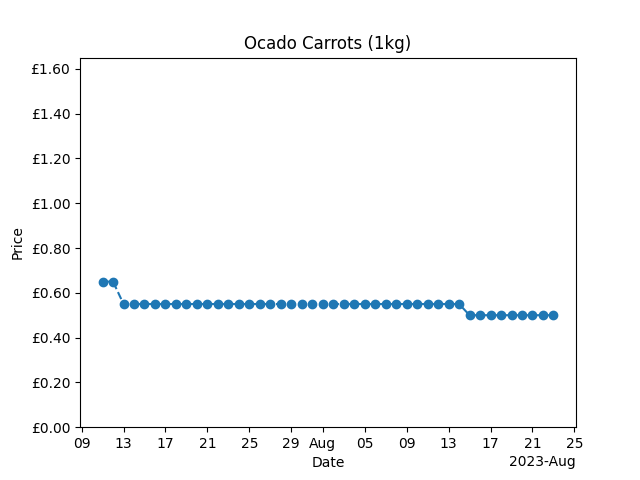 Ocado Carrots (1kg)
£1.60
£1.40
£1.20
£1.00
£0.80
£0.60
£0.40
£0.20
£0.00
Price
09 13 17 21 25 29 Aug 05 09 13 17 21 25
Date
2023-Aug